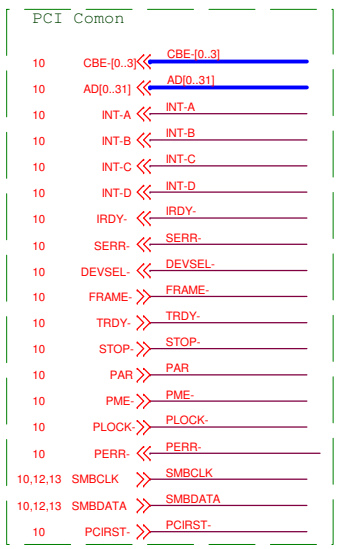 PCI Comon
10 CBE-[0..3] CBE-[0..3]
10 AD[0..31] AD[0..31]
10 INT-A INT-A
10 INT-B INT-B
10 INT-C INT-C
10 INT-D INT-D
10 IRDY- IRDY-
10 SERR- SERR-
10 DEVSEL- DEVSEL-
10 FRAME- FRAME-
10 TRDY- TRDY-
10 STOP- STOP-
10 PAR PAR
10 PME- PME-
10 PLOCK- PLOCK-
10 PERR- PERR-
10,12,13 SMBCLK SMBCLK
10,12,13 SMBDATA SMBDATA
10 PCIRST- PCIRST-